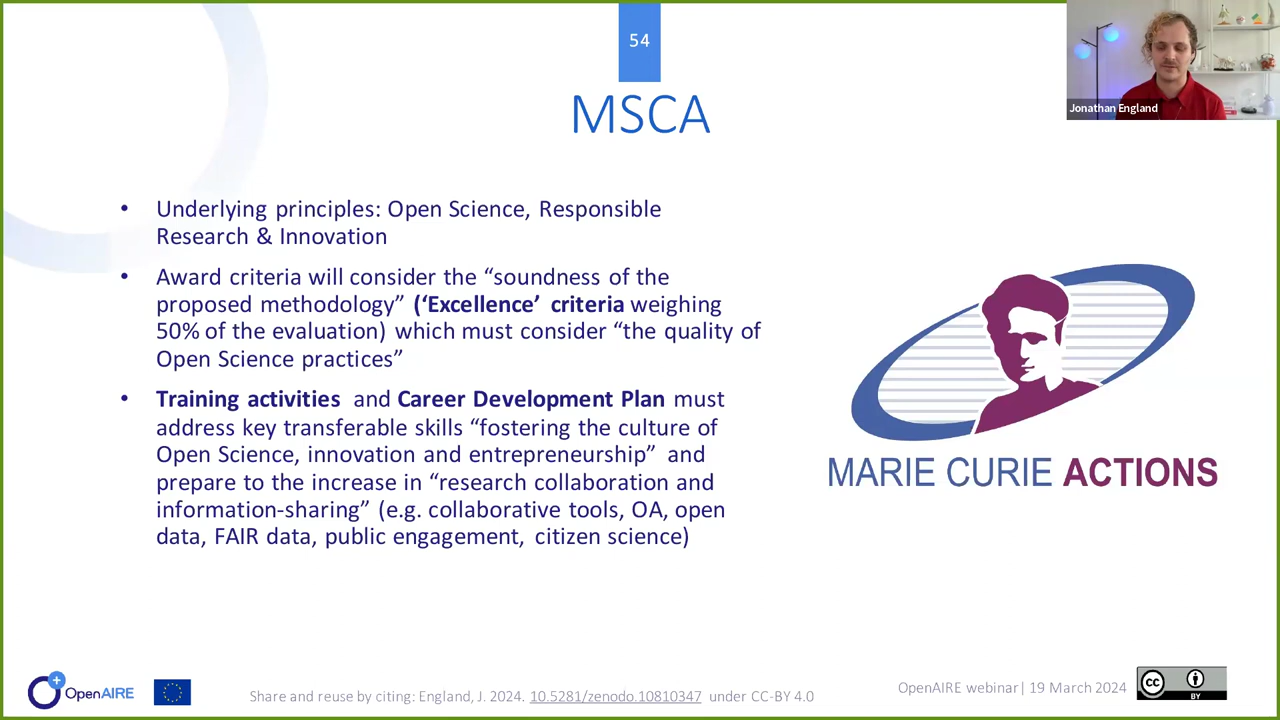 54
Jonathan England
MSCA
• Underlying principles: Open Science, Responsible
Research & Innovation
• Award criteria will consider the “soundness of the
proposed methodology” (‘Excellence’ criteria weighing
50% of the evaluation) which must consider “the quality of
Open Science practices”
• Training activities and Career Development Plan must
address key transferable skills “fostering the culture of
Open Science, innovation and entrepreneurship” and
prepare to the increase in “research collaboration and
information-sharing” (e.g. collaborative tools, OA, open
data, FAIR data, public engagement, citizen science)
MARIE CURIE ACTIONS
OpenAIRE
Share and reuse by citing: England, J. 2024. 10.5281/zenodo.10810347 under CC-BY 4.0
OpenAIRE webinar| 19 March 2024
cc
BY